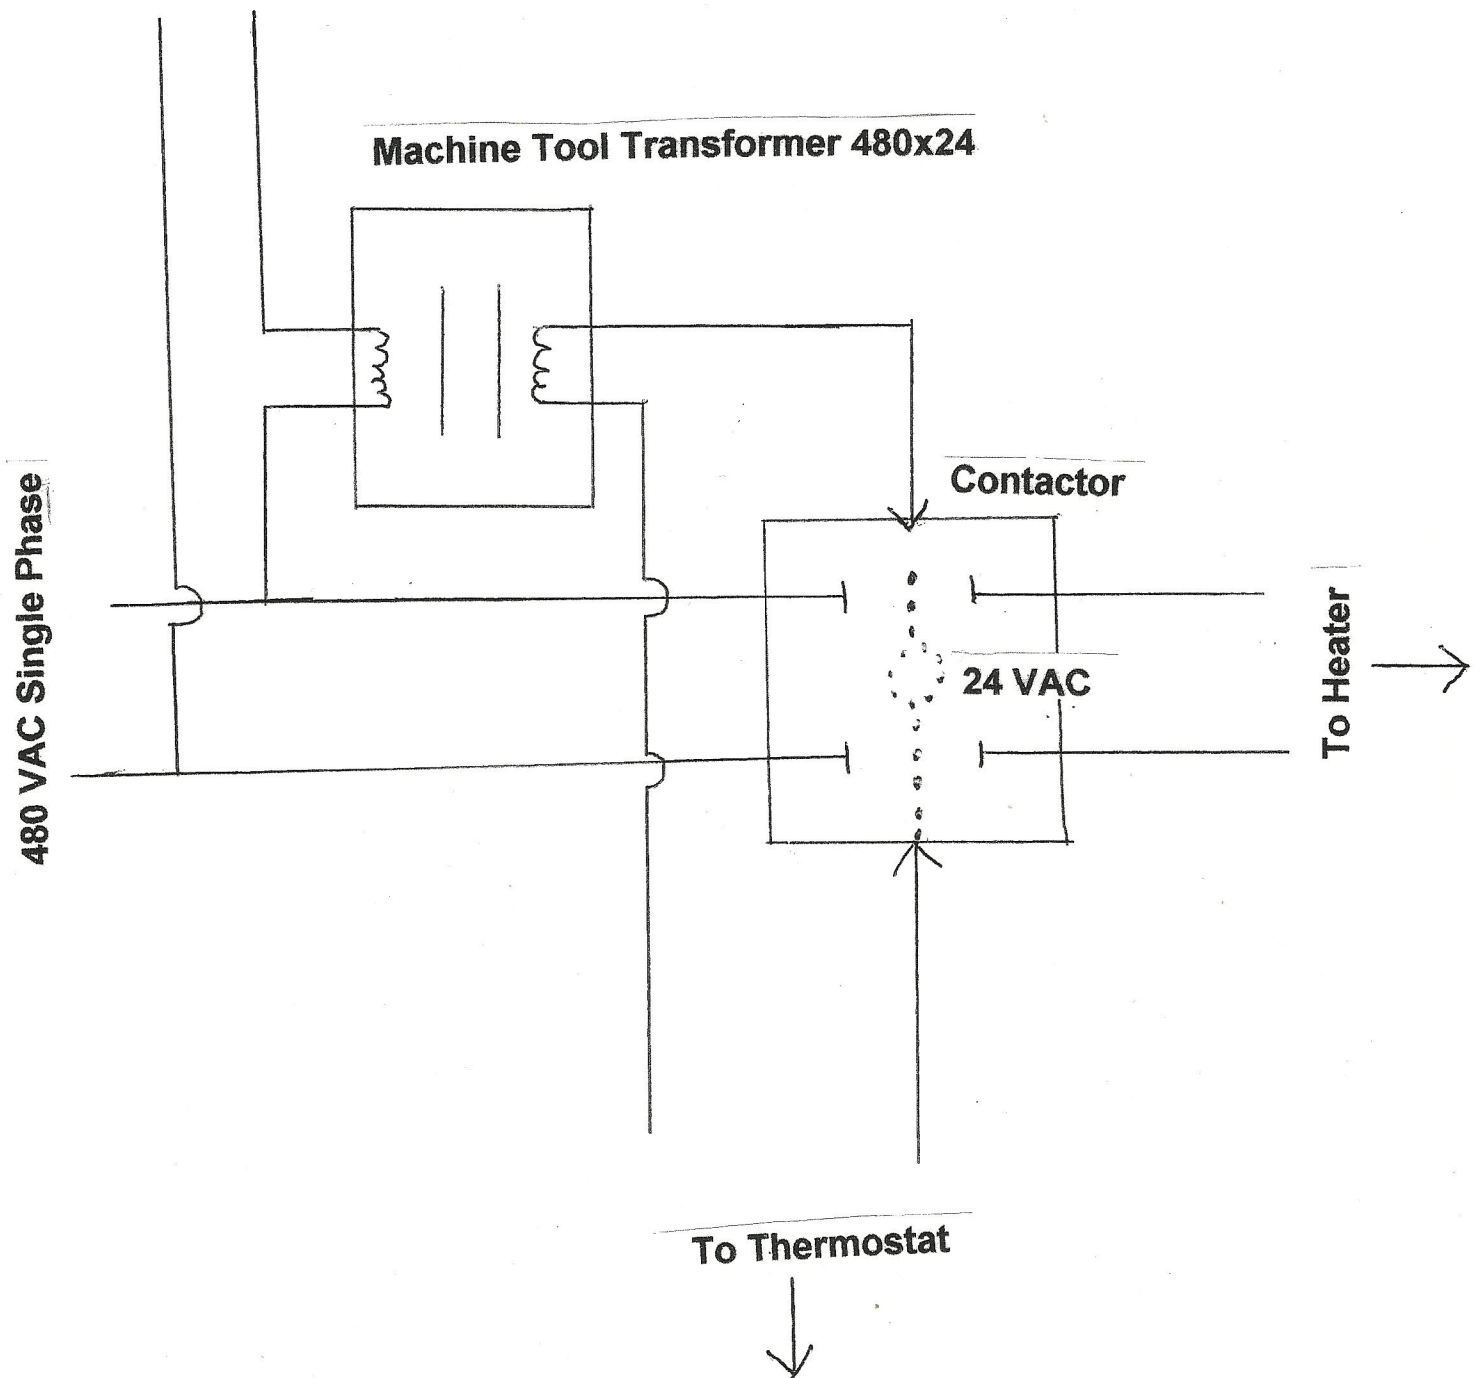 Machine Tool Transformer 480x24
480 VAC Single Phase
Contactor
24 VAC
To Heater
To Thermostat